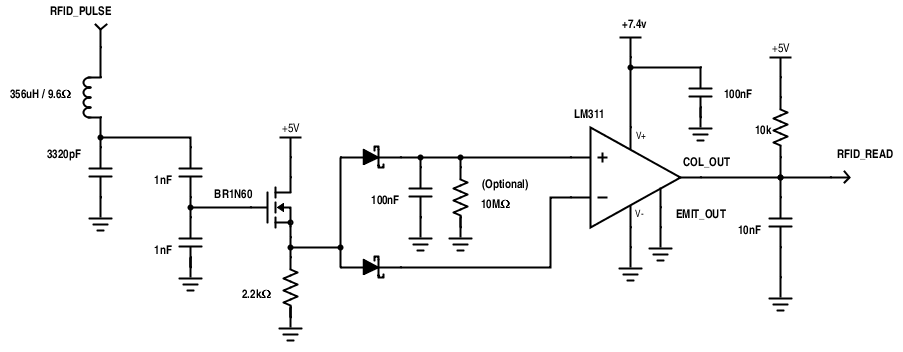 RFID_PULSE
356uH / 9.6Ω
3320pF
1nF
1nF
BR1N60
+5V
2.2kΩ
100nF
(Optional)
10MΩ
+7.4v
100nF
LM311
V+
+
−
V-
COL_OUT
EMIT_OUT
+5V
10k
10nF
RFID_READ